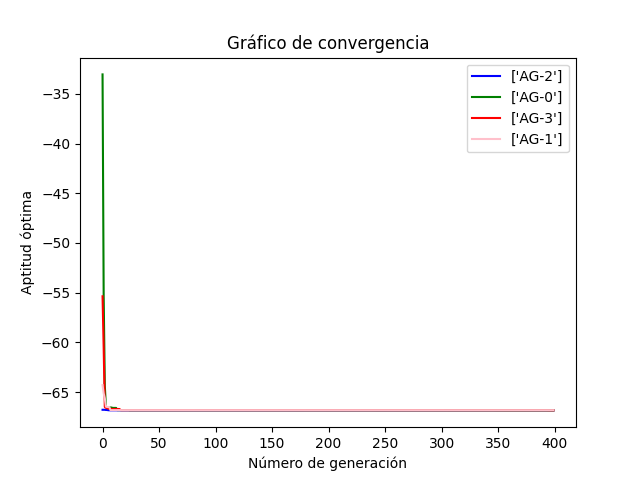 Gráfico de convergencia
['AG-2']
['AG-0']
['AG-3']
['AG-1']
Aptitud óptima
−35
−40
−45
−50
−55
−60
−65
0 50 100 150 200 250 300 350 400
Número de generación